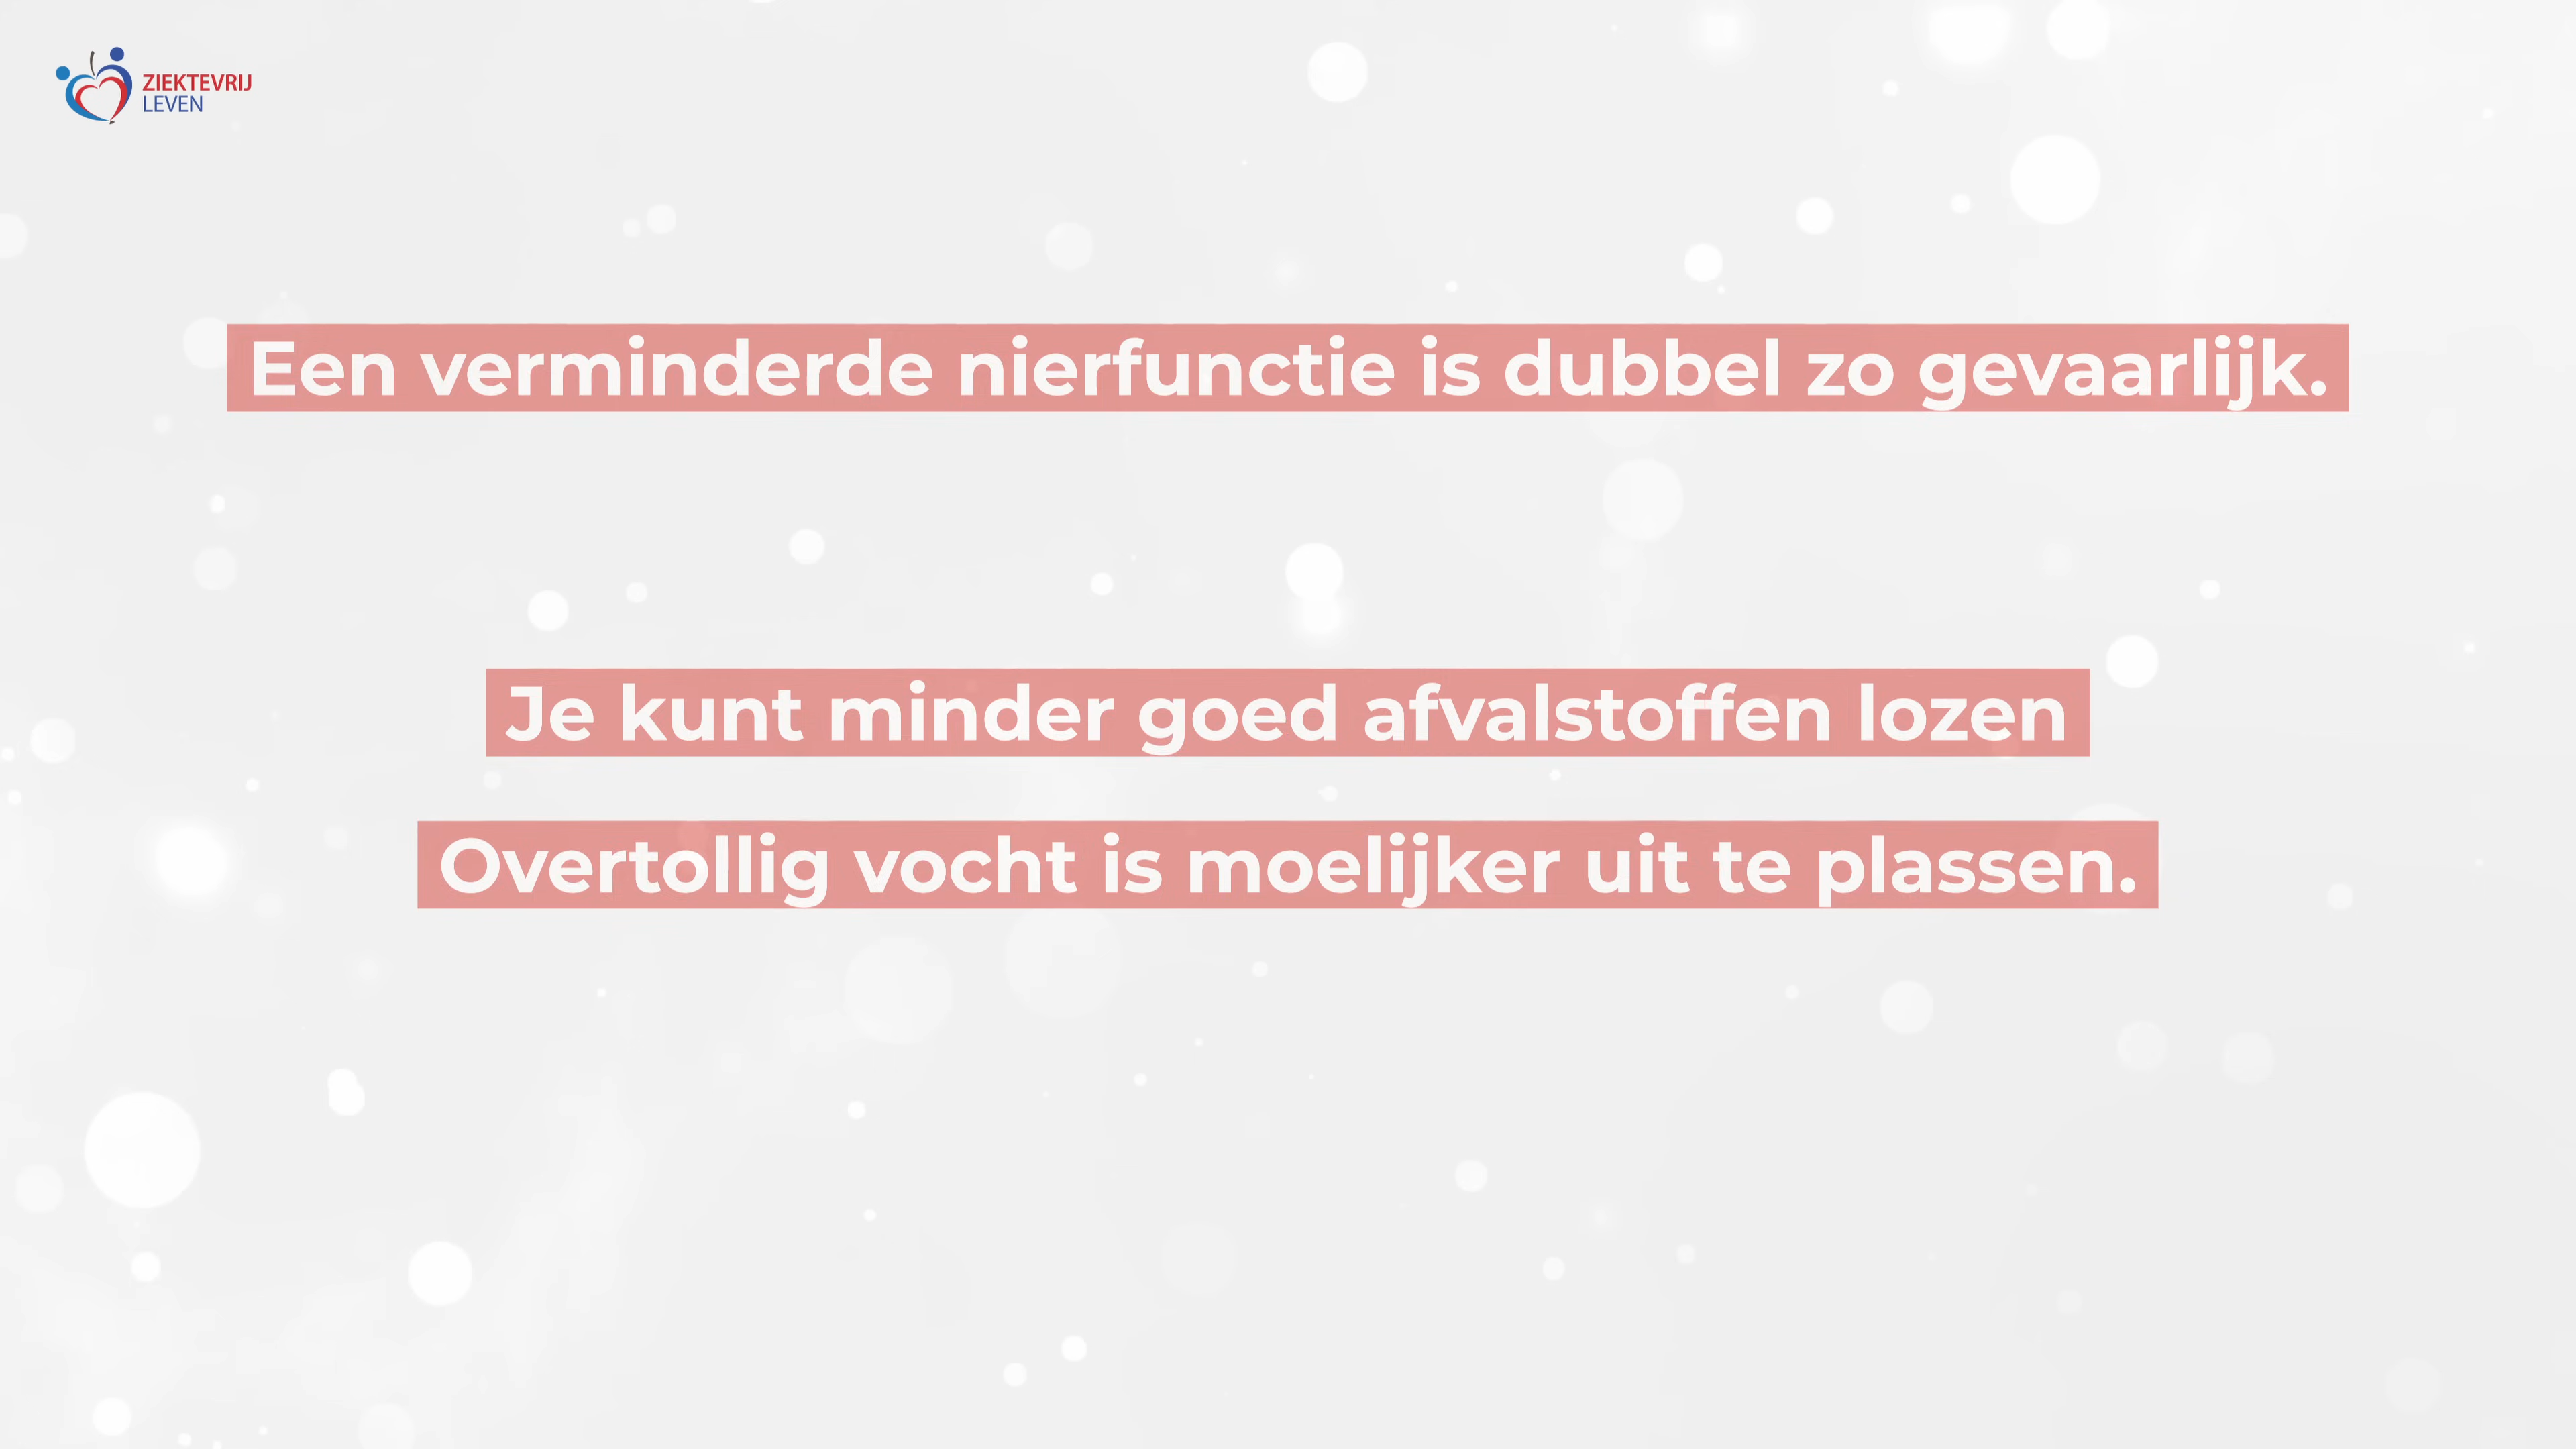 ZIEKTEVRIJ
LEVEN
Een verminderde nierfunctie is dubbel zo gevaarlijk.
Je kunt minder goed afvalstoffen lozen
Overtollig vocht is moelijker uit te plassen.